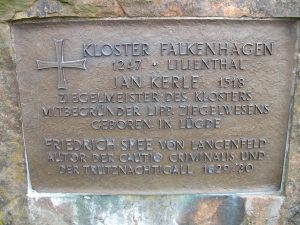 KLOSTER FALKENHAGEN
1247 + LILIENTHAL
JAN KERLE 1518
ZIEGELMEISTER DES KLOSTERS
MITBEGRÜNDER LIPP. ZIEGELWESENS
GEBOREN IN LÜGDE
FRIEDRICH SPEE VON LANGENFELD
AUTOR DER CAUTIO CRIMINALIS UND
DER TRUTZNACHTIGALL 1629/30